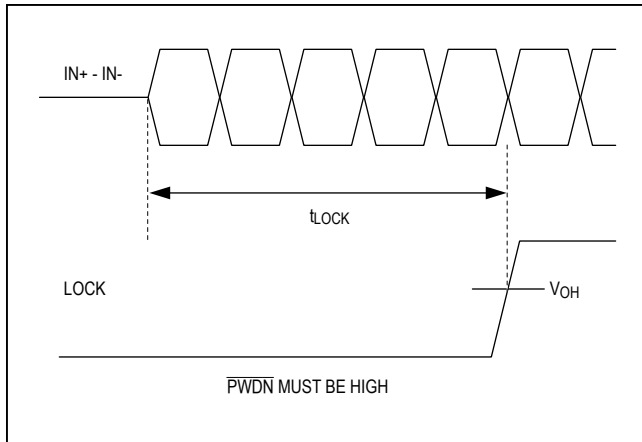 IN+ - IN-
tLOCK
LOCK
VOH
PWDN MUST BE HIGH